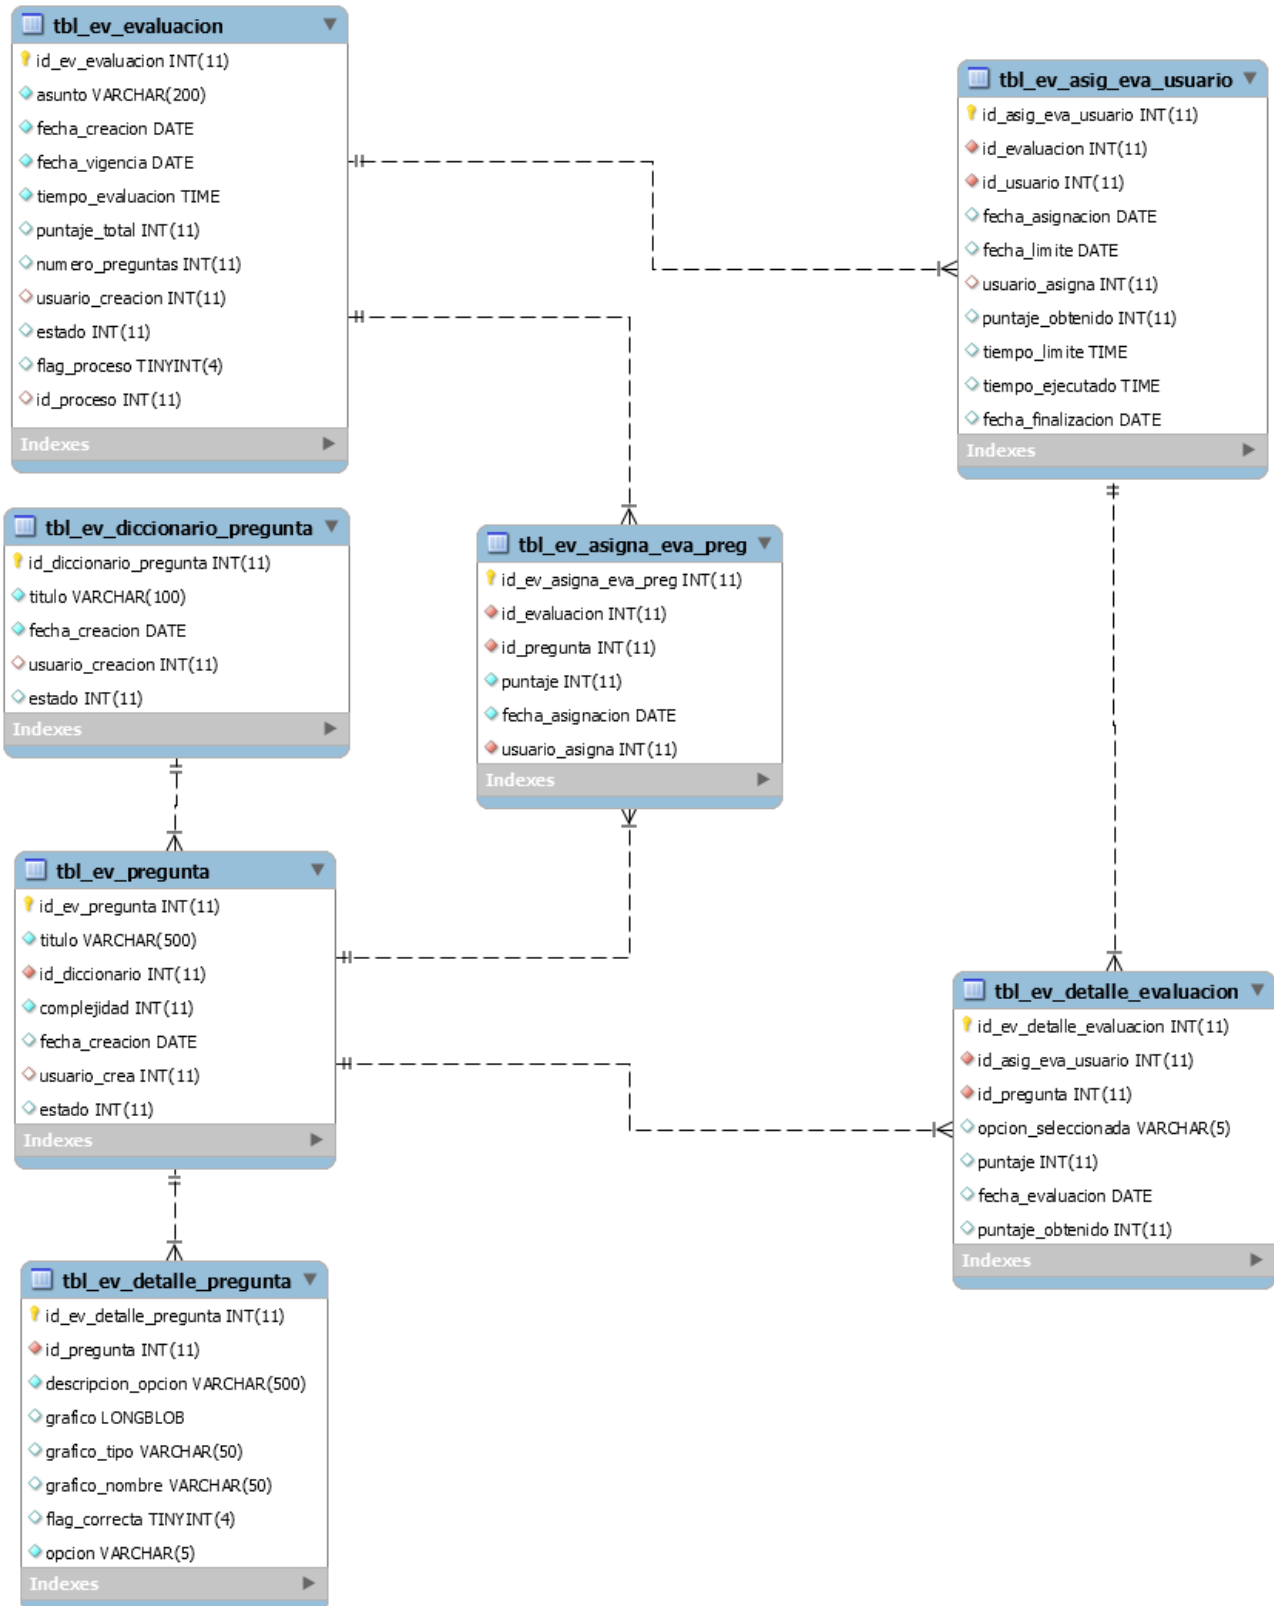 tbl_ev_evaluacion
id_ev_evaluacion INT(11)
asunto VARCHAR(200)
fecha_creacion DATE
fecha_vigencia DATE
tiempo_evaluacion TIME
puntaje_total INT(11)
numero_preguntas INT(11)
usuario_creacion INT(11)
estado INT(11)
flag_proceso TINYINT(4)
id_proceso INT(11)
Indexes
tbl_ev_asig_eva_usuario
id_asig_eva_usuario INT(11)
id_evaluacion INT(11)
id_usuario INT(11)
fecha_asignacion DATE
fecha_limite DATE
usuario_asigna INT(11)
puntaje_obtenido INT(11)
tiempo_limite TIME
tiempo_ejecutado TIME
fecha_finalizacion DATE
Indexes
tbl_ev_diccionario_pregunta
id_diccionario_pregunta INT(11)
titulo VARCHAR(100)
fecha_creacion DATE
usuario_creacion INT(11)
estado INT(11)
Indexes
tbl_ev_asigna_eva_preg
id_ev_asigna_eva_preg INT(11)
id_evaluacion INT(11)
id_pregunta INT(11)
puntaje INT(11)
fecha_asignacion DATE
usuario_asigna INT(11)
Indexes
tbl_ev_pregunta
id_ev_pregunta INT(11)
titulo VARCHAR(500)
id_diccionario INT(11)
complejidad INT(11)
fecha_creacion DATE
usuario_crea INT(11)
estado INT(11)
Indexes
tbl_ev_detalle_evaluacion
id_ev_detalle_evaluacion INT(11)
id_asig_eva_usuario INT(11)
id_pregunta INT(11)
opcion_seleccionada VARCHAR(5)
puntaje INT(11)
fecha_evaluacion DATE
puntaje_obtenido INT(11)
Indexes
tbl_ev_detalle_pregunta
id_ev_detalle_pregunta INT(11)
id_pregunta INT(11)
descripcion_opcion VARCHAR(500)
grafico LONGBLOB
grafico_tipo VARCHAR(50)
grafico_nombre VARCHAR(50)
flag_correcta TINYINT(4)
opcion VARCHAR(5)
Indexes